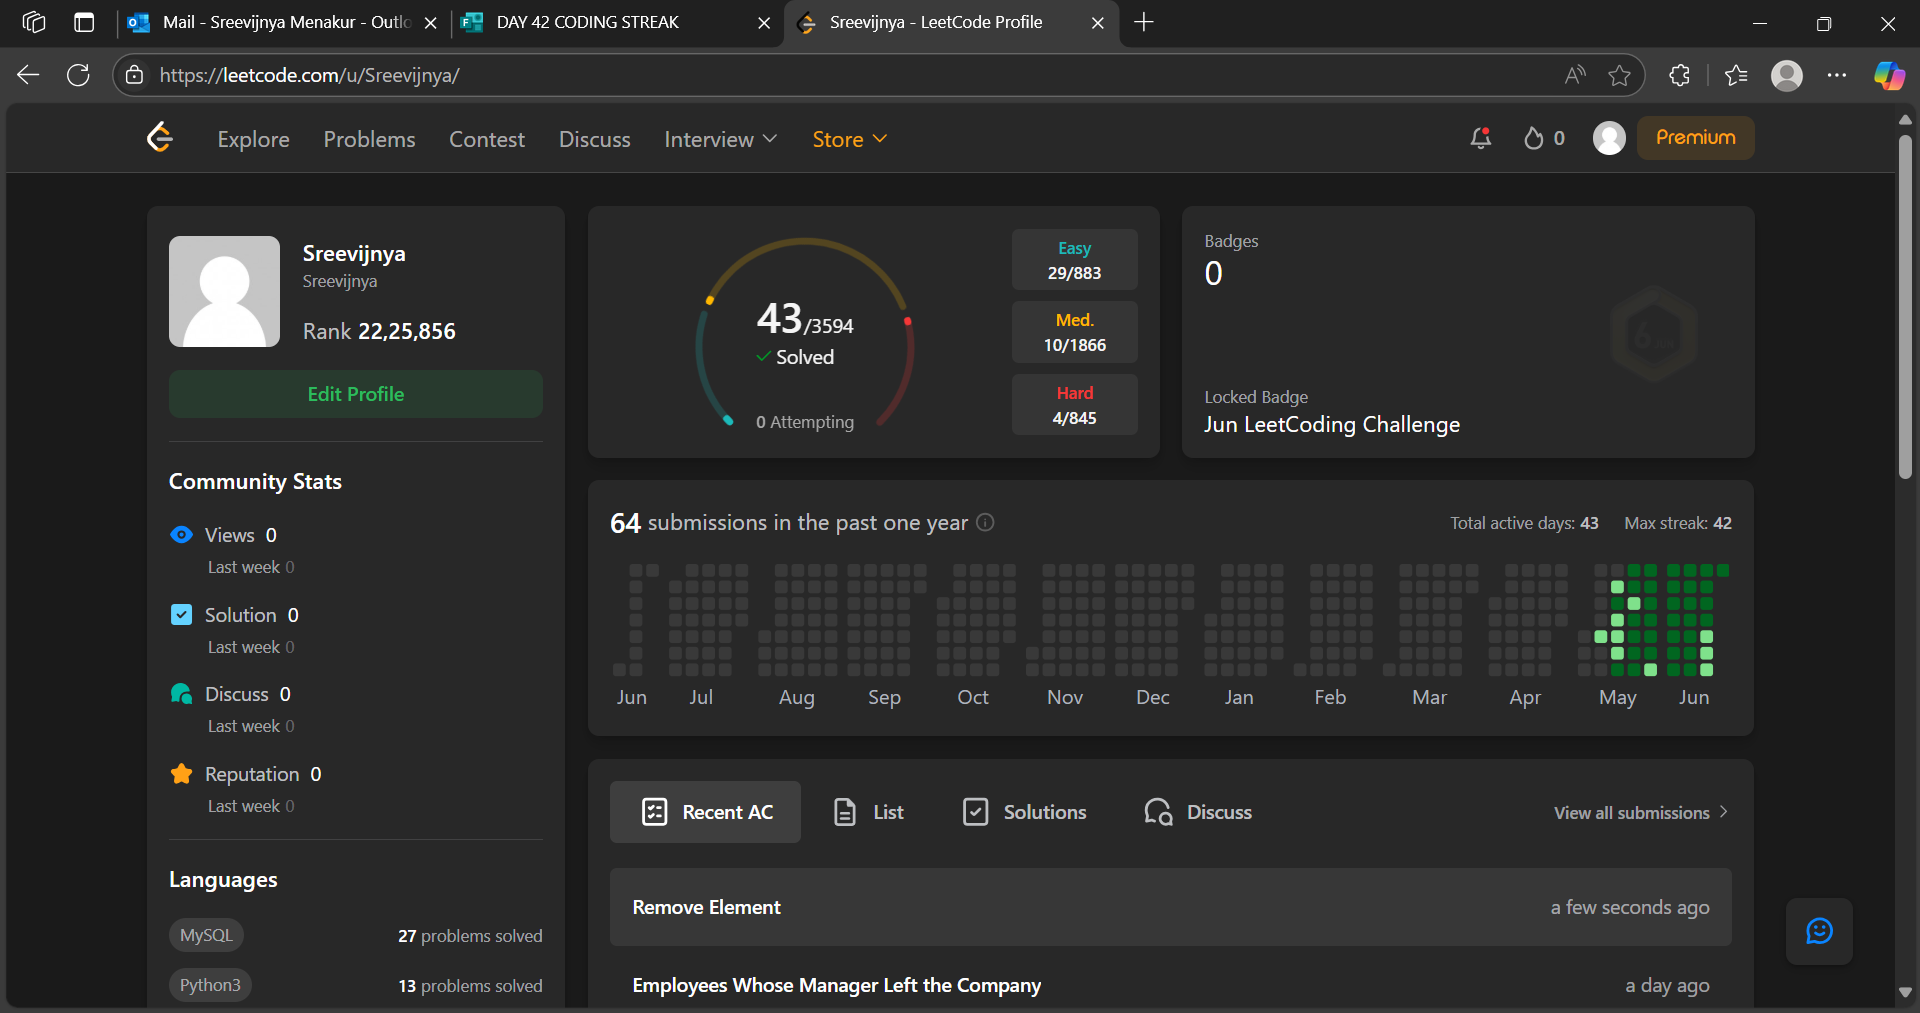 Mail - Sreevijnya Menakur - Outlo
DAY 42 CODING STREAK
Sreevijnya - LeetCode Profile
https://leetcode.com/u/Sreevijnya/
Explore
Problems
Contest
Discuss
Interview
Store
0
Premium
Sreevijnya
Sreevijnya
Rank 22,25,856
Edit Profile
Community Stats
Views 0
Last week 0
Solution 0
Last week 0
Discuss 0
Last week 0
Reputation 0
Last week 0
Languages
MySQL
27 problems solved
Python3
13 problems solved
43/3594
Solved
0 Attempting
Easy
29/883
Med.
10/1866
Hard
4/845
Badges
0
Locked Badge
Jun LeetCoding Challenge
64 submissions in the past one year
Total active days: 43
Max streak: 42
Jun
Jul
Aug
Sep
Oct
Nov
Dec
Jan
Feb
Mar
Apr
May
Jun
Recent AC
List
Solutions
Discuss
View all submissions
Remove Element
a few seconds ago
Employees Whose Manager Left the Company
a day ago